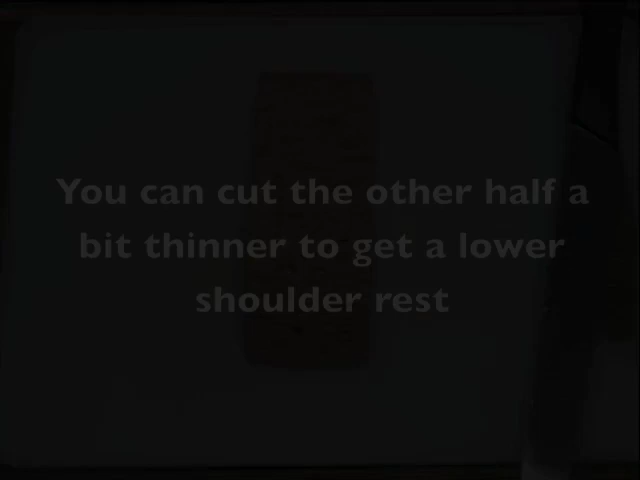 You can cut the other half a
bit thinner to get a lower
shoulder rest